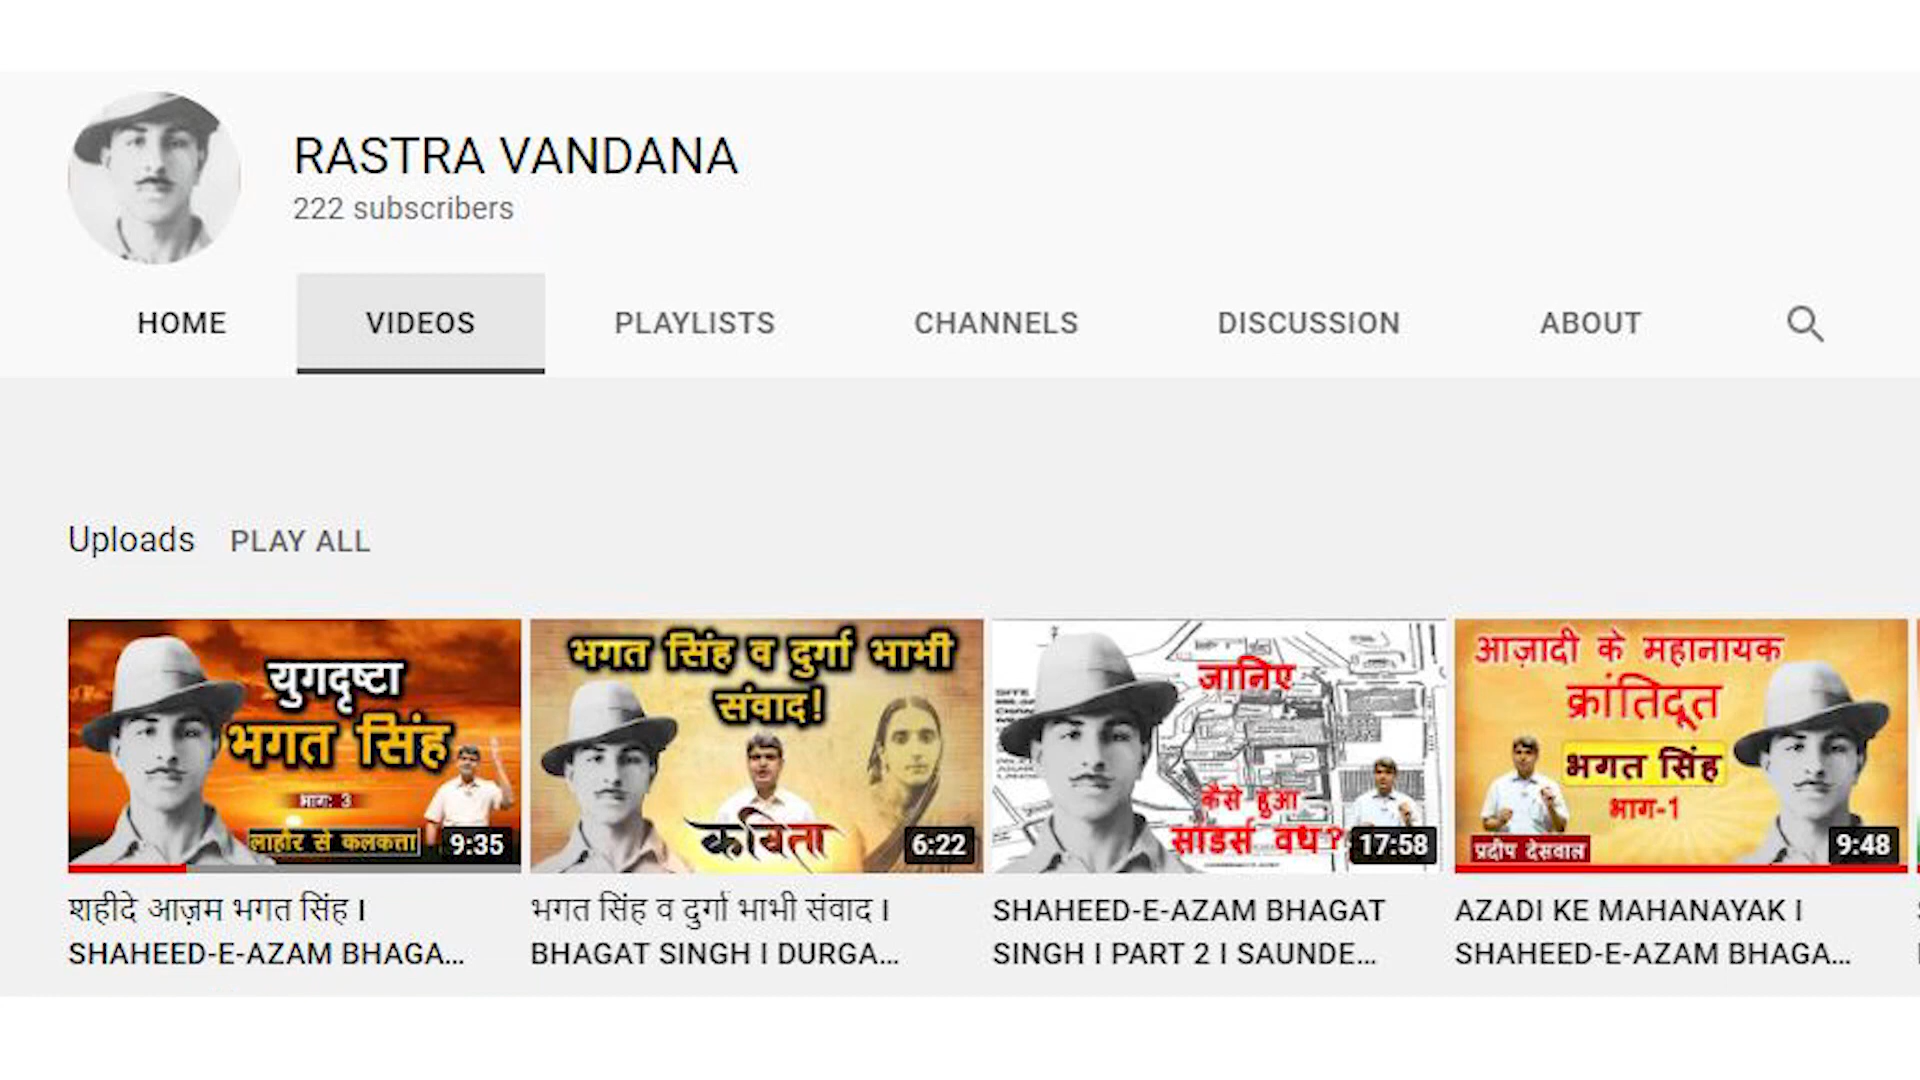 RASTRA VANDANA
222 subscribers
HOME VIDEOS PLAYLISTS CHANNELS DISCUSSION ABOUT
Uploads PLAY ALL
युगदृष्टा
भगत सिंह
भाग: 3
लाहौर से कलकत्ता
9:35
भगत सिंह व दुर्गा भाभी
संवाद!
कविता
6:22
जानिए
कैसे हुआ
सांडर्स वध?
17:58
आज़ादी के महानायक
क्रांतिदूत
भगत सिंह
भाग-1
प्रदीप देसवाल
9:48
शहीदे आज़म भगत सिंह I
SHAHEED-E-AZAM BHAGA...
भगत सिंह व दुर्गा भाभी संवाद I
BHAGAT SINGH I DURGA...
SHAHEED-E-AZAM BHAGAT
SINGH I PART 2 I SAUNDE...
AZADI KE MAHANAYAK I
SHAHEED-E-AZAM BHAGA...